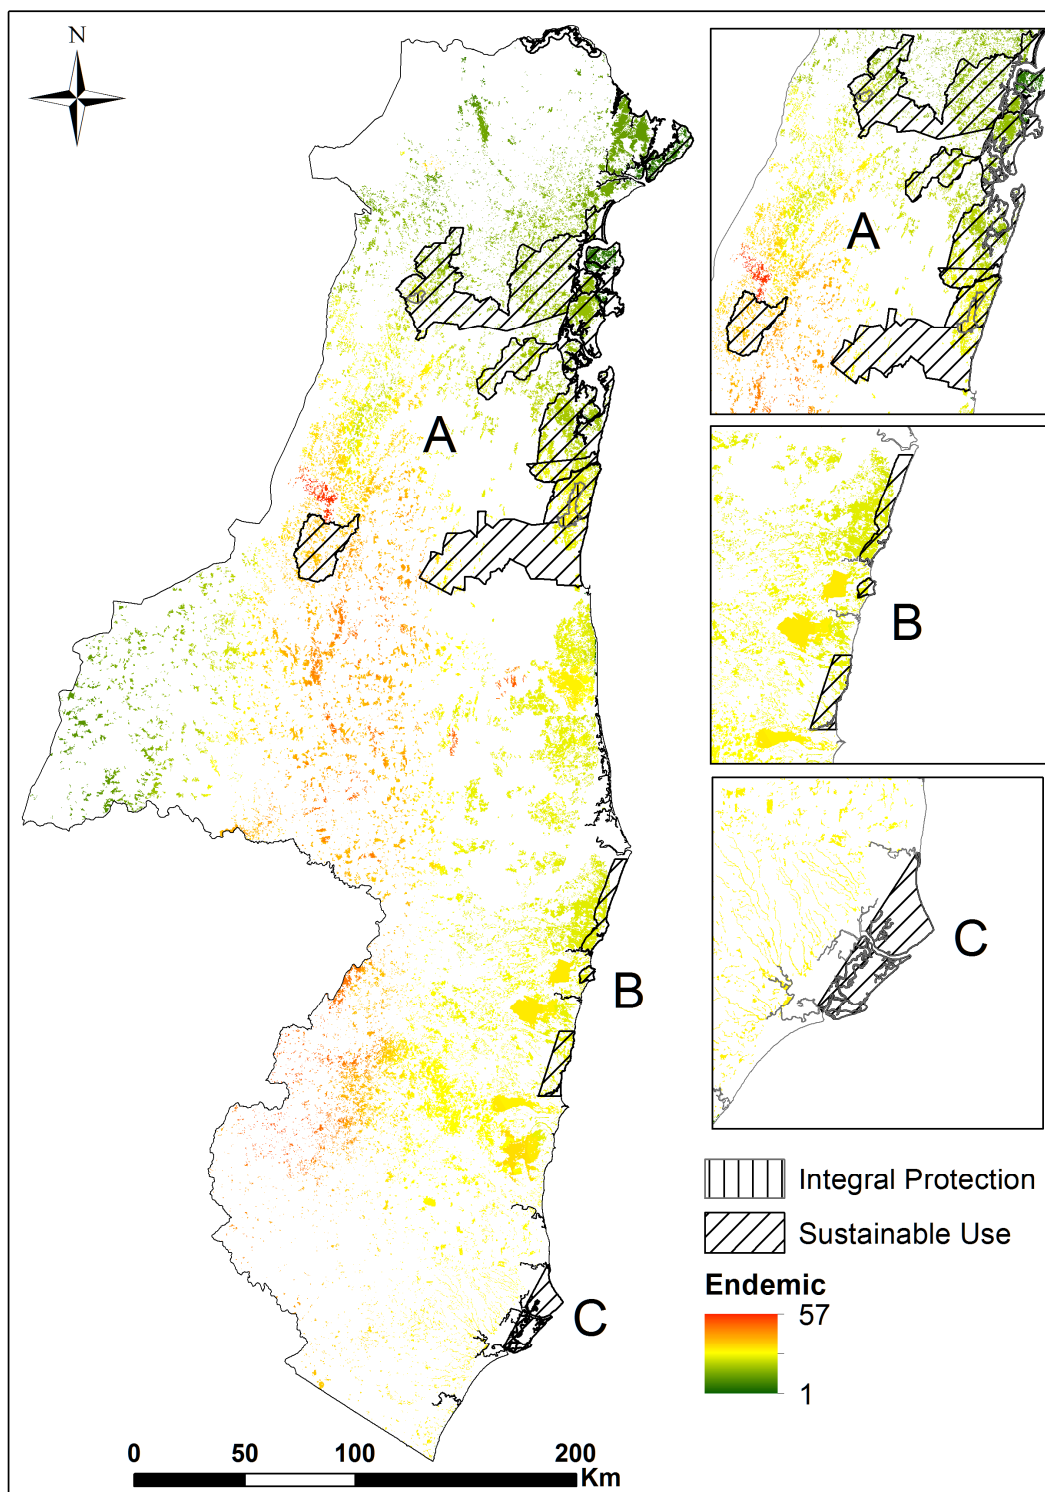 N
A
A
B
B
C
C
Integral Protection
Sustainable Use
Endemic
57
1
0 50 100 200
Km